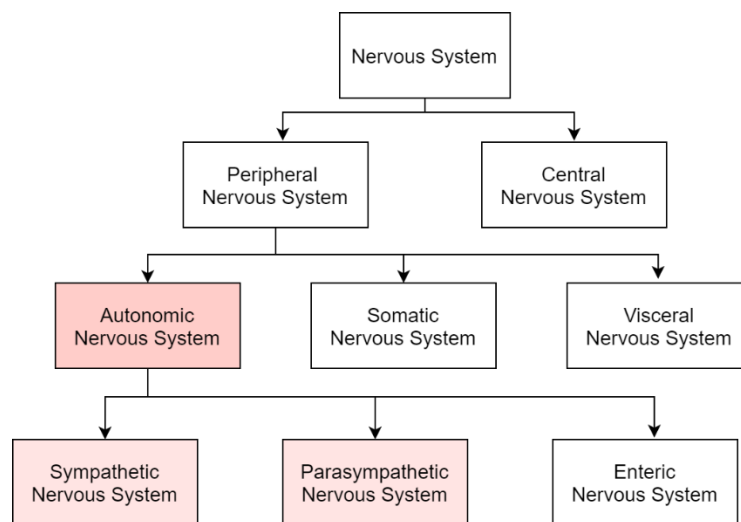 Nervous System
Peripheral
Nervous System
Central
Nervous System
Autonomic
Nervous System
Somatic
Nervous System
Visceral
Nervous System
Sympathetic
Nervous System
Parasympathetic
Nervous System
Enteric
Nervous System